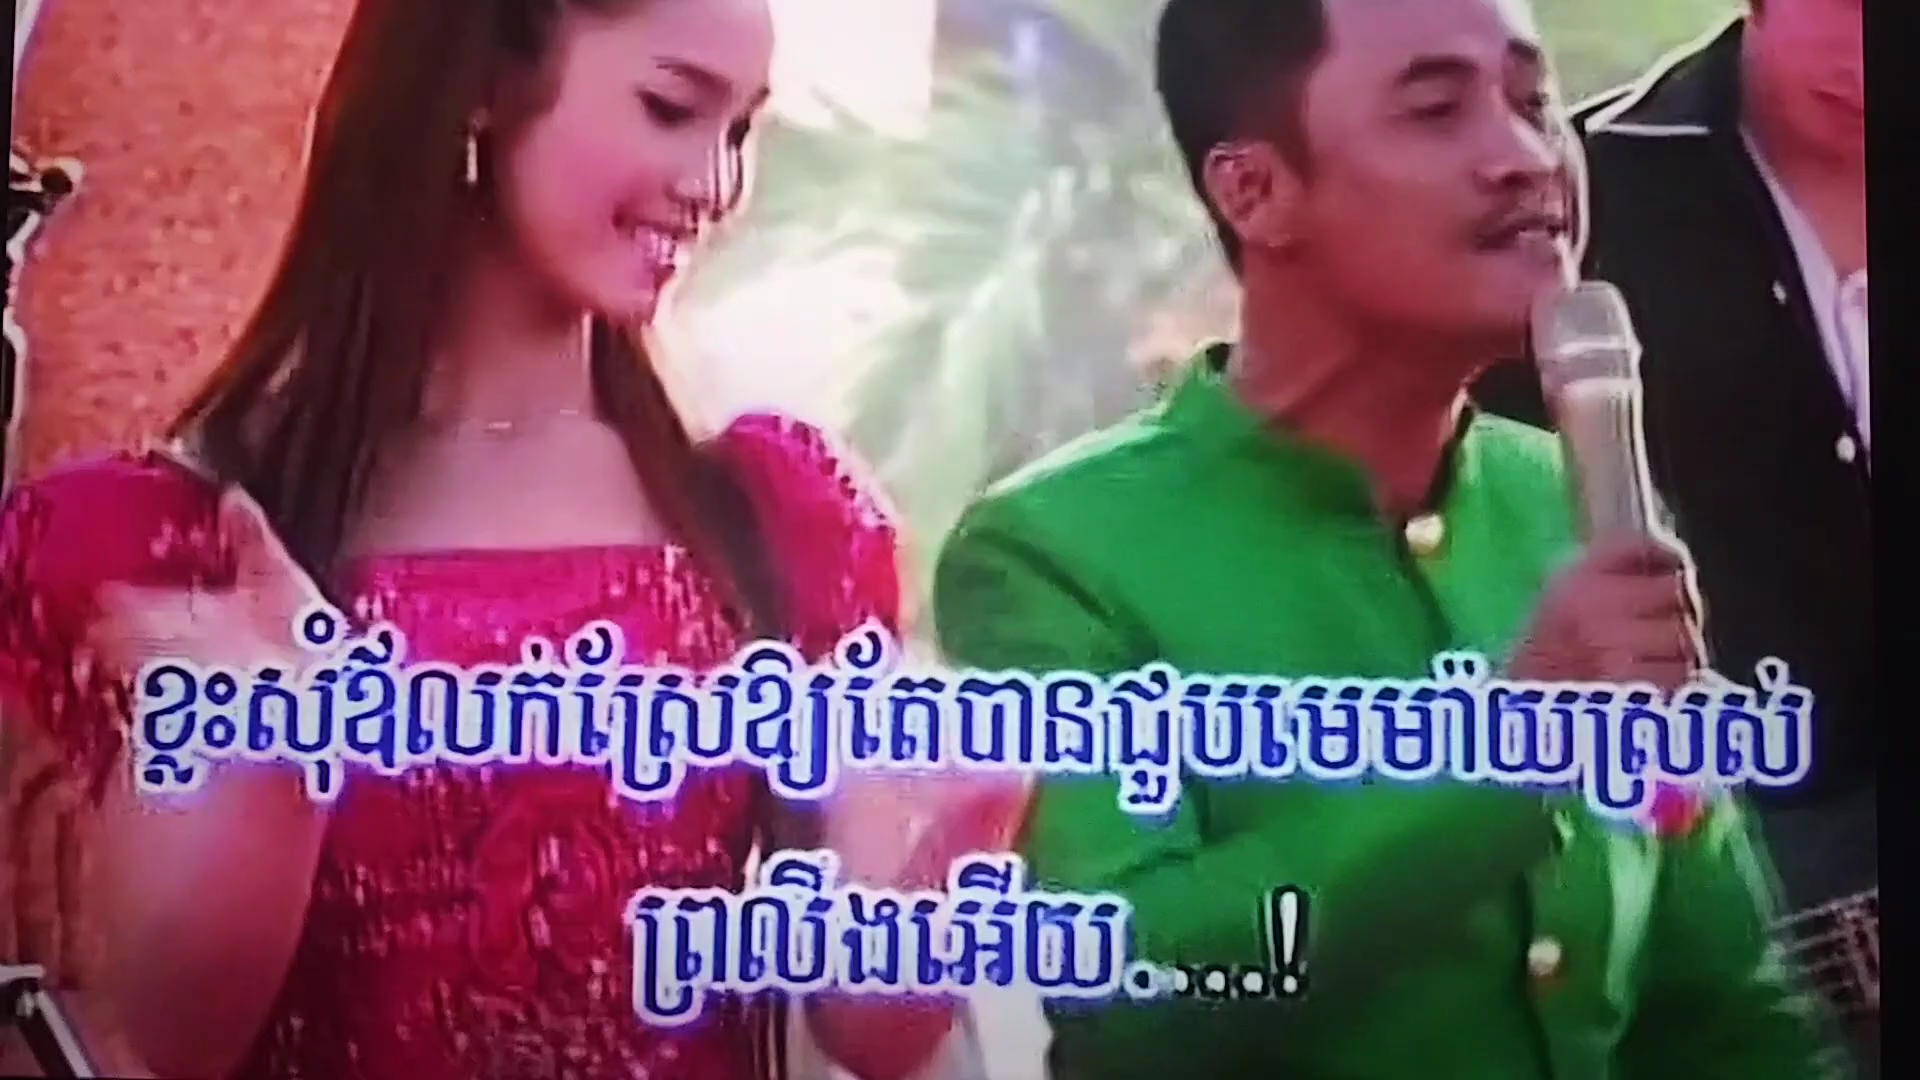 ខ្លះសុំឪលក់ស្រែឱ្យតែបានជួបមេម៉ាយស្រស់
ព្រលឹងអើយ.....!